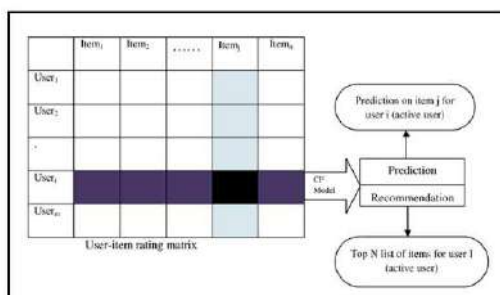 Item₁ Item₂ ...... Itemⱼ Itemₙ
User₁
User₂
.
Userᵢ
Userₘ
User-item rating matrix
CF
Model
Prediction on item j for
user i (active user)
Prediction
Recommendation
Top N list of items for user I
(active user)